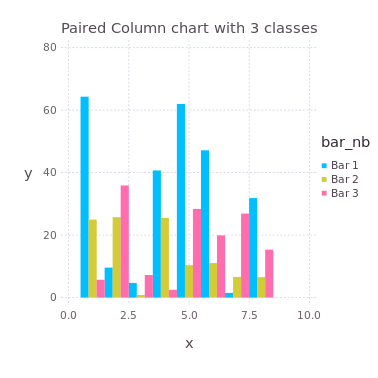 Paired Column chart with 3 classes
80
60
40
20
0
y
0.0 2.5 5.0 7.5 10.0
x
bar_nb
Bar 1
Bar 2
Bar 3